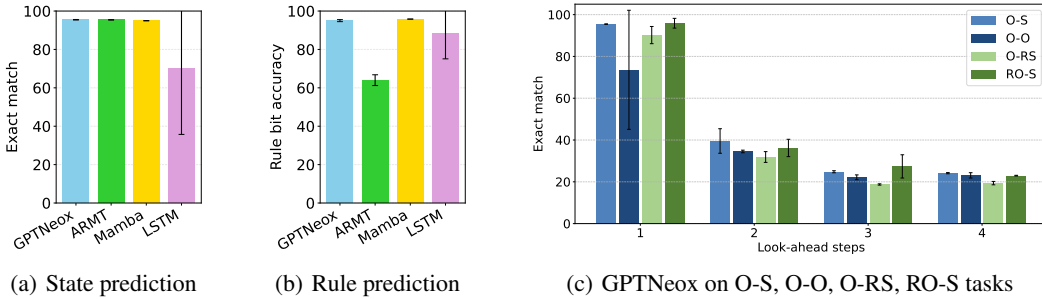 Exact match
100
80
60
40
20
0
GPTNeox
ARMT
Mamba
LSTM
(a) State prediction
Rule bit accuracy
100
80
60
40
20
0
GPTNeox
ARMT
Mamba
LSTM
(b) Rule prediction
Exact match
100
80
60
40
20
0
1
2
3
4
Look-ahead steps
O-S
O-O
O-RS
RO-S
(c) GPTNeox on O-S, O-O, O-RS, RO-S tasks